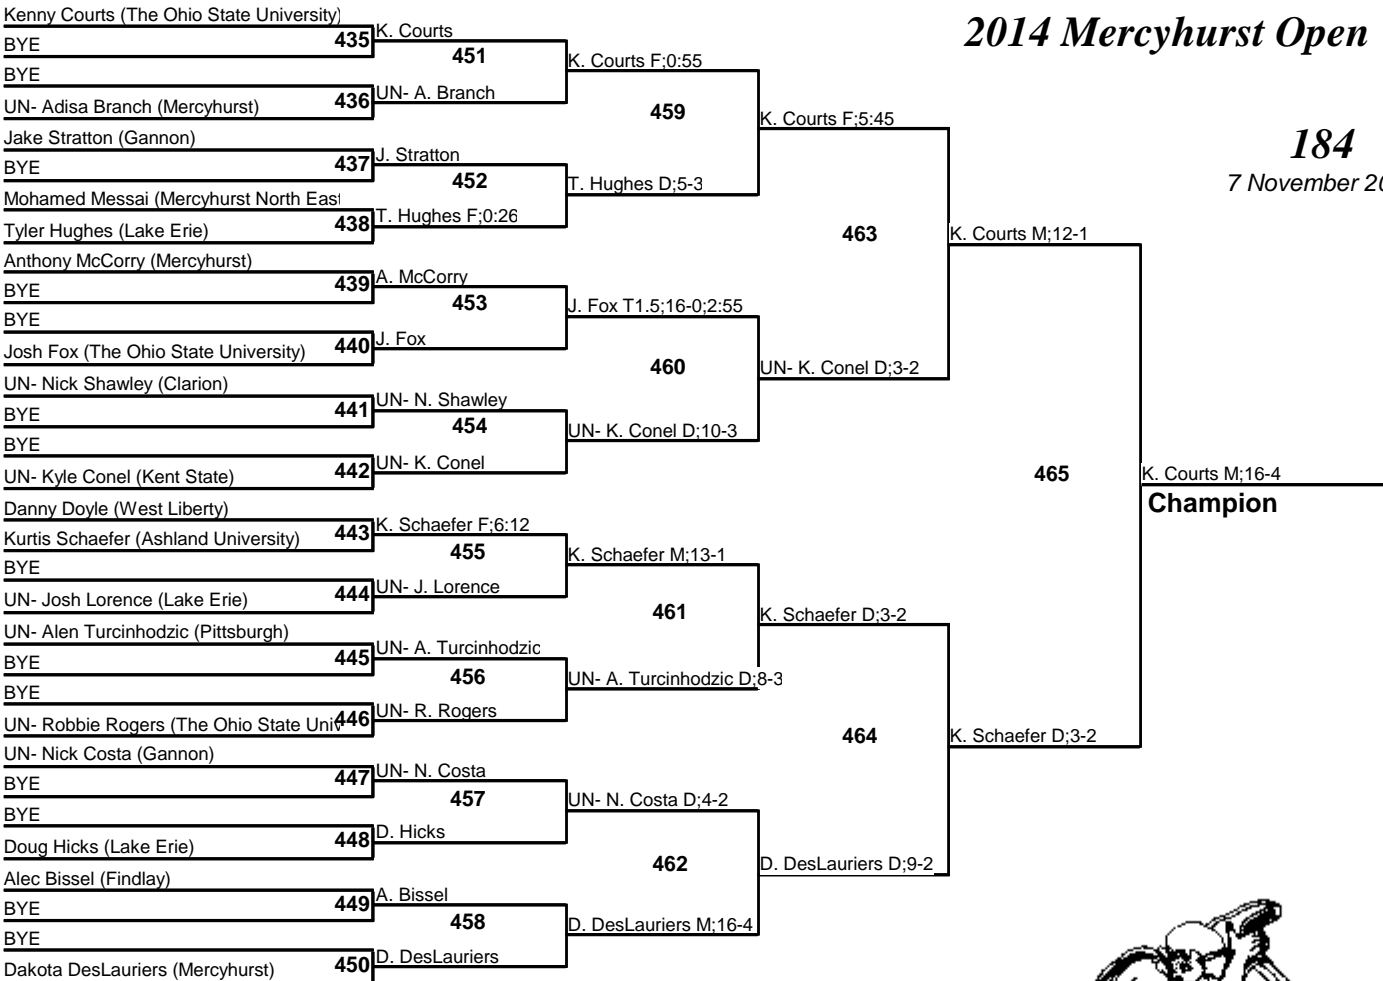 2014 Mercyhurst Open
184
7 November 20
Kenny Courts (The Ohio State University)
BYE
435
BYE
UN- Adisa Branch (Mercyhurst)
436
Jake Stratton (Gannon)
BYE
437
Mohamed Messai (Mercyhurst North East
Tyler Hughes (Lake Erie)
438
Anthony McCorry (Mercyhurst)
BYE
439
BYE
Josh Fox (The Ohio State University)
440
UN- Nick Shawley (Clarion)
BYE
441
BYE
UN- Kyle Conel (Kent State)
442
Danny Doyle (West Liberty)
Kurtis Schaefer (Ashland University)
443
BYE
UN- Josh Lorence (Lake Erie)
444
UN- Alen Turcinhodzic (Pittsburgh)
BYE
445
BYE
UN- Robbie Rogers (The Ohio State Univ
446
UN- Nick Costa (Gannon)
BYE
447
BYE
Doug Hicks (Lake Erie)
448
Alec Bissel (Findlay)
BYE
449
BYE
Dakota DesLauriers (Mercyhurst)
450
K. Courts
451
UN- A. Branch
J. Stratton
452
T. Hughes F;0:26
A. McCorry
453
J. Fox
UN- N. Shawley
454
UN- K. Conel
K. Schaefer F;6:12
455
UN- J. Lorence
UN- A. Turcinhodzic
456
UN- R. Rogers
UN- N. Costa
457
D. Hicks
A. Bissel
458
D. DesLauriers
K. Courts F;0:55
459
T. Hughes D;5-3
J. Fox T1.5;16-0;2:55
460
UN- K. Conel D;10-3
K. Schaefer M;13-1
461
UN- A. Turcinhodzic D;8-3
UN- N. Costa D;4-2
462
D. DesLauriers M;16-4
K. Courts F;5:45
463
UN- K. Conel D;3-2
K. Schaefer D;3-2
464
D. DesLauriers D;9-2
K. Courts M;12-1
465
K. Schaefer D;3-2
K. Courts M;16-4
Champion